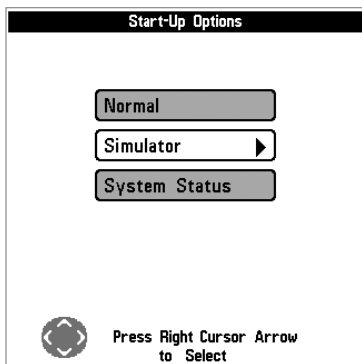 Start-Up Options
Normal
Simulator
System Status
Press Right Cursor Arrow
to Select